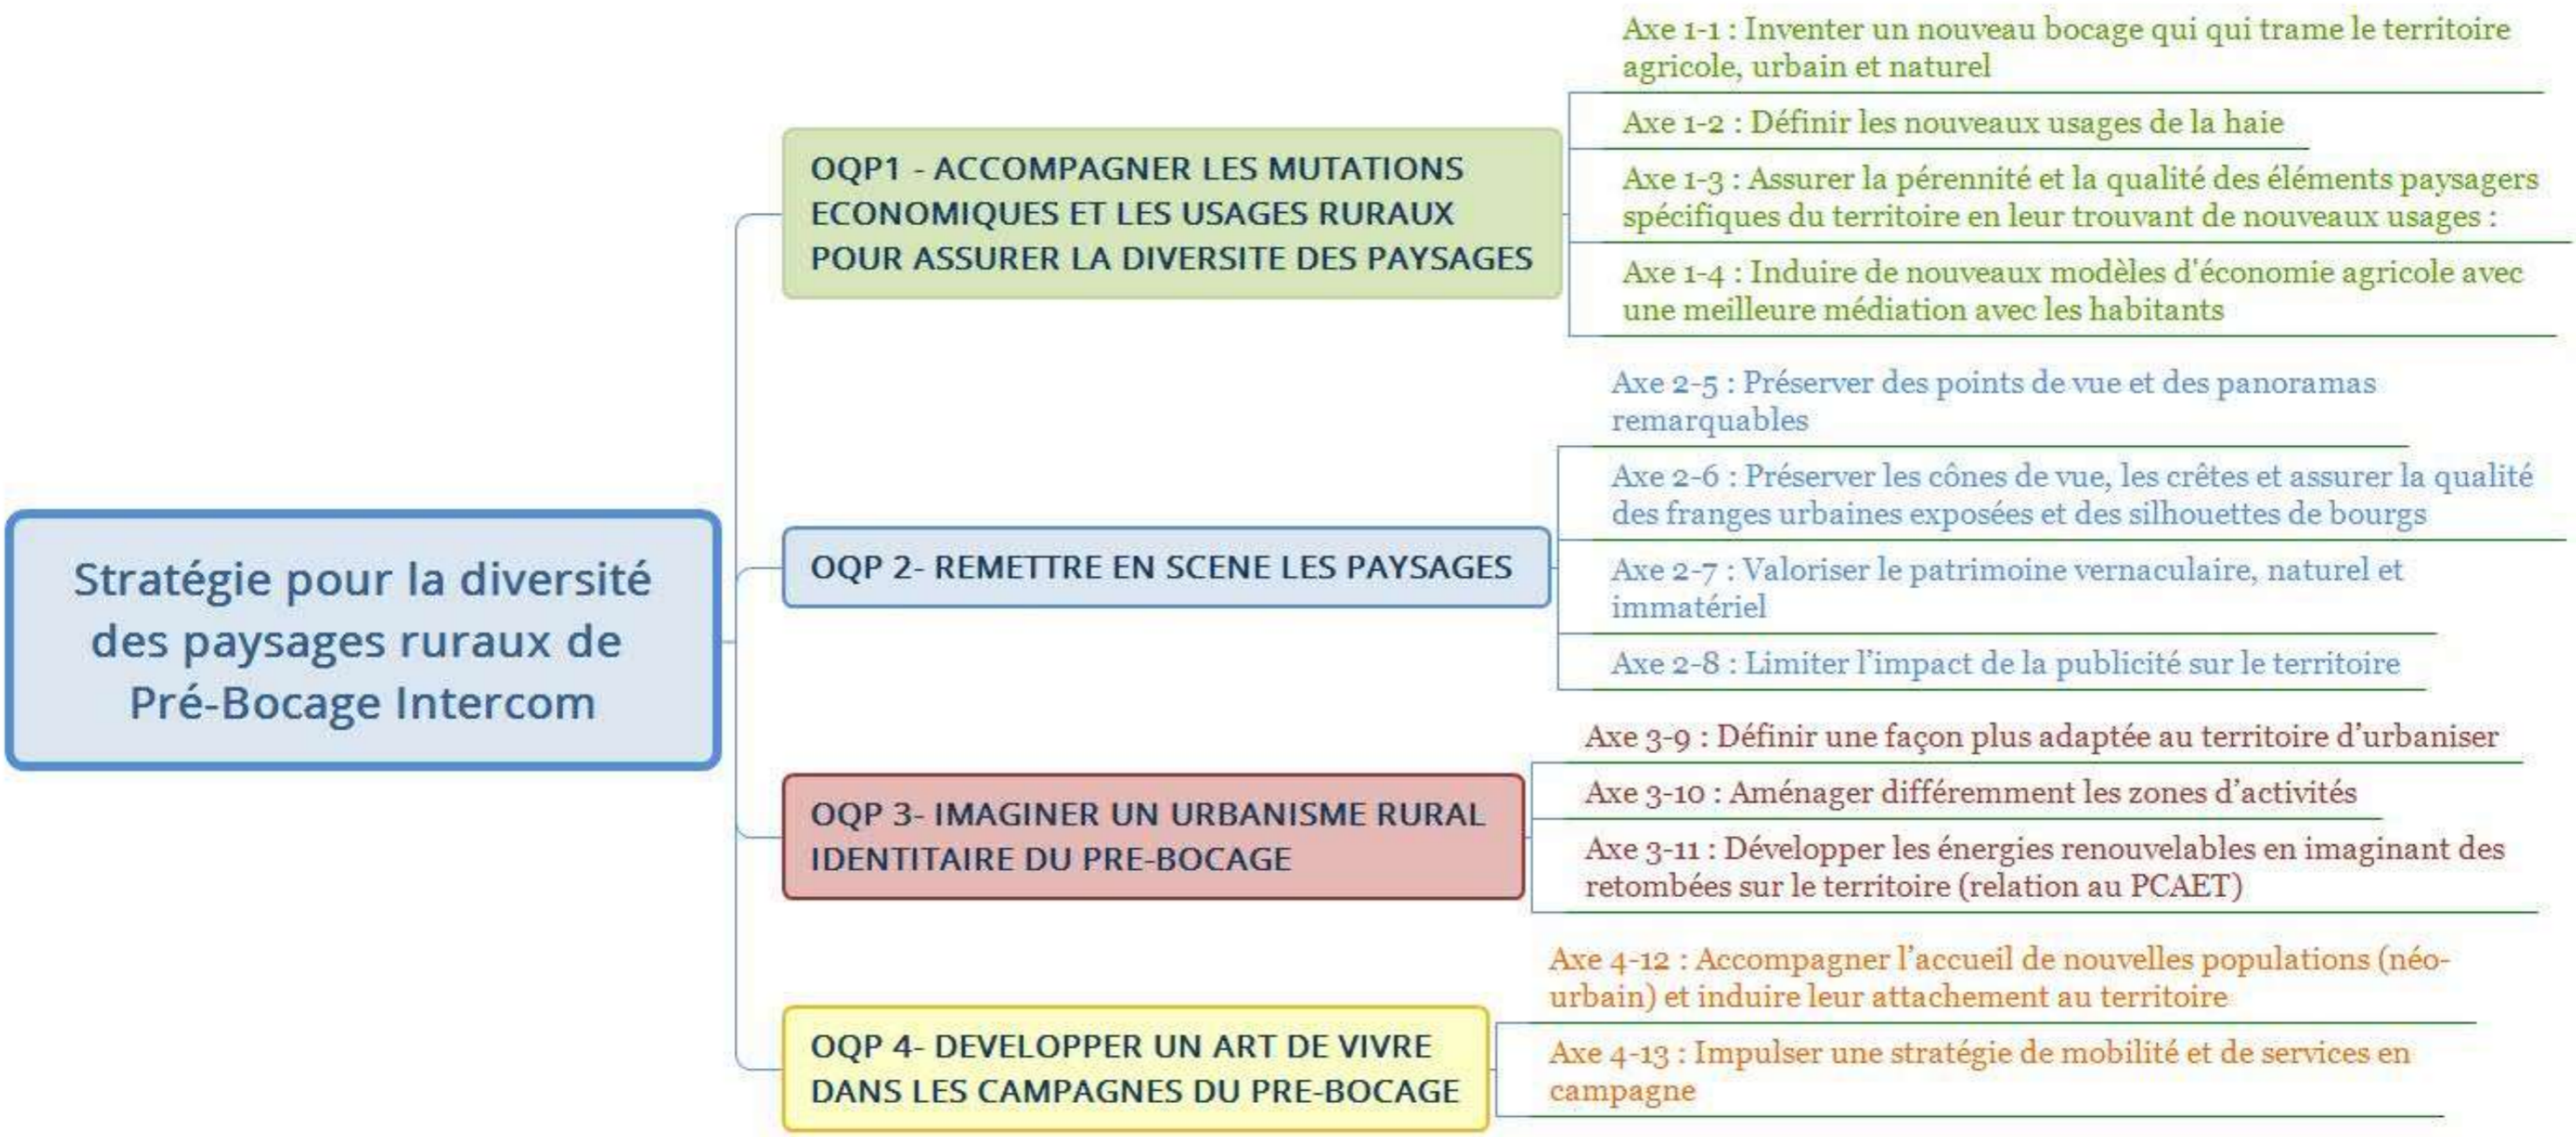 Stratégie pour la diversité
des paysages ruraux de
Pré-Bocage Intercom
OQP1 - ACCOMPAGNER LES MUTATIONS
ECONOMIQUES ET LES USAGES RURAUX
POUR ASSURER LA DIVERSITE DES PAYSAGES
Axe 1-1 : Inventer un nouveau bocage qui qui trame le territoire
agricole, urbain et naturel
Axe 1-2 : Définir les nouveaux usages de la haie
Axe 1-3 : Assurer la pérennité et la qualité des éléments paysagers
spécifiques du territoire en leur trouvant de nouveaux usages :
Axe 1-4 : Induire de nouveaux modèles d'économie agricole avec
une meilleure médiation avec les habitants
OQP 2- REMETTRE EN SCENE LES PAYSAGES
Axe 2-5 : Préserver des points de vue et des panoramas
remarquables
Axe 2-6 : Préserver les cônes de vue, les crêtes et assurer la qualité
des franges urbaines exposées et des silhouettes de bourgs
Axe 2-7 : Valoriser le patrimoine vernaculaire, naturel et
immatériel
Axe 2-8 : Limiter l’impact de la publicité sur le territoire
OQP 3- IMAGINER UN URBANISME RURAL
IDENTITAIRE DU PRE-BOCAGE
Axe 3-9 : Définir une façon plus adaptée au territoire d’urbaniser
Axe 3-10 : Aménager différemment les zones d’activités
Axe 3-11 : Développer les énergies renouvelables en imaginant des
retombées sur le territoire (relation au PCAET)
OQP 4- DEVELOPPER UN ART DE VIVRE
DANS LES CAMPAGNES DU PRE-BOCAGE
Axe 4-12 : Accompagner l’accueil de nouvelles populations (néo-
urbain) et induire leur attachement au territoire
Axe 4-13 : Impulser une stratégie de mobilité et de services en
campagne